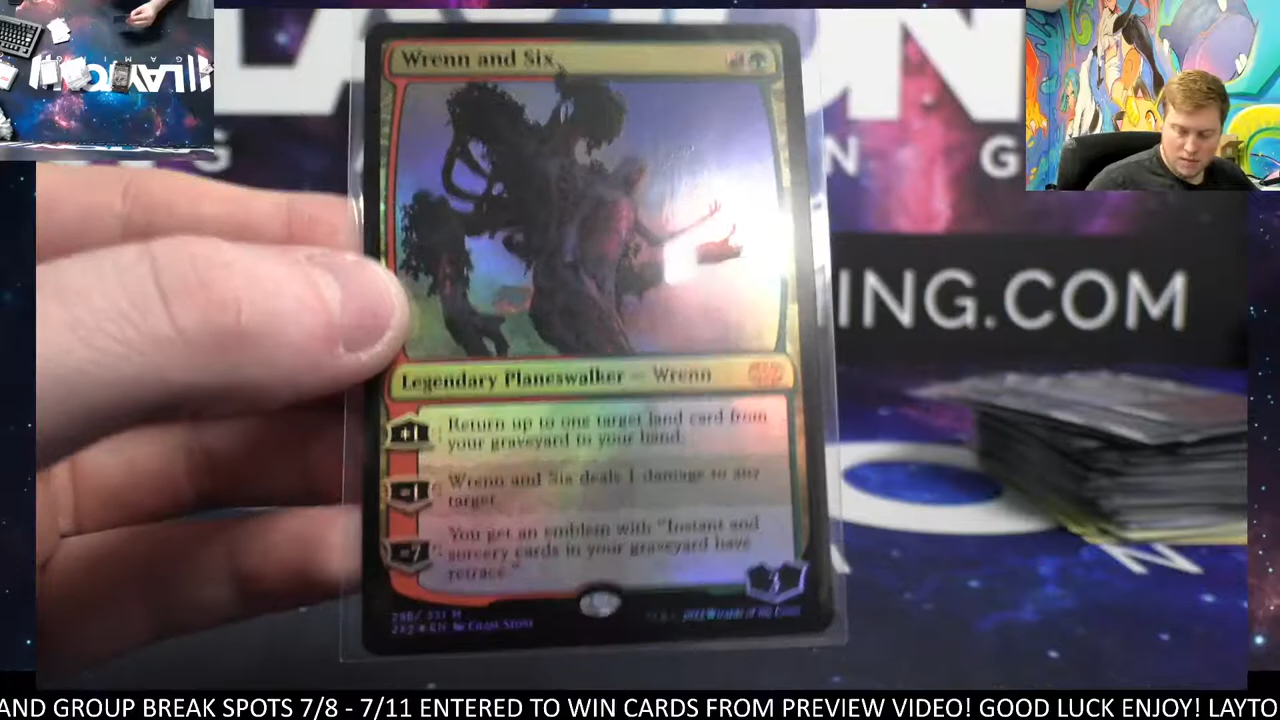 Wrenn and Six
N G
ING.COM
Legendary Planeswalker — Wrenn
+1: Return up to one target land card from
your graveyard to your hand.
−1: Wrenn and Six deals 1 damage to any
target.
−7: You get an emblem with "Instant and
sorcery cards in your graveyard have
retrace."
AND GROUP BREAK SPOTS 7/8 - 7/11 ENTERED TO WIN CARDS FROM PREVIEW VIDEO! GOOD LUCK ENJOY! LAYTO